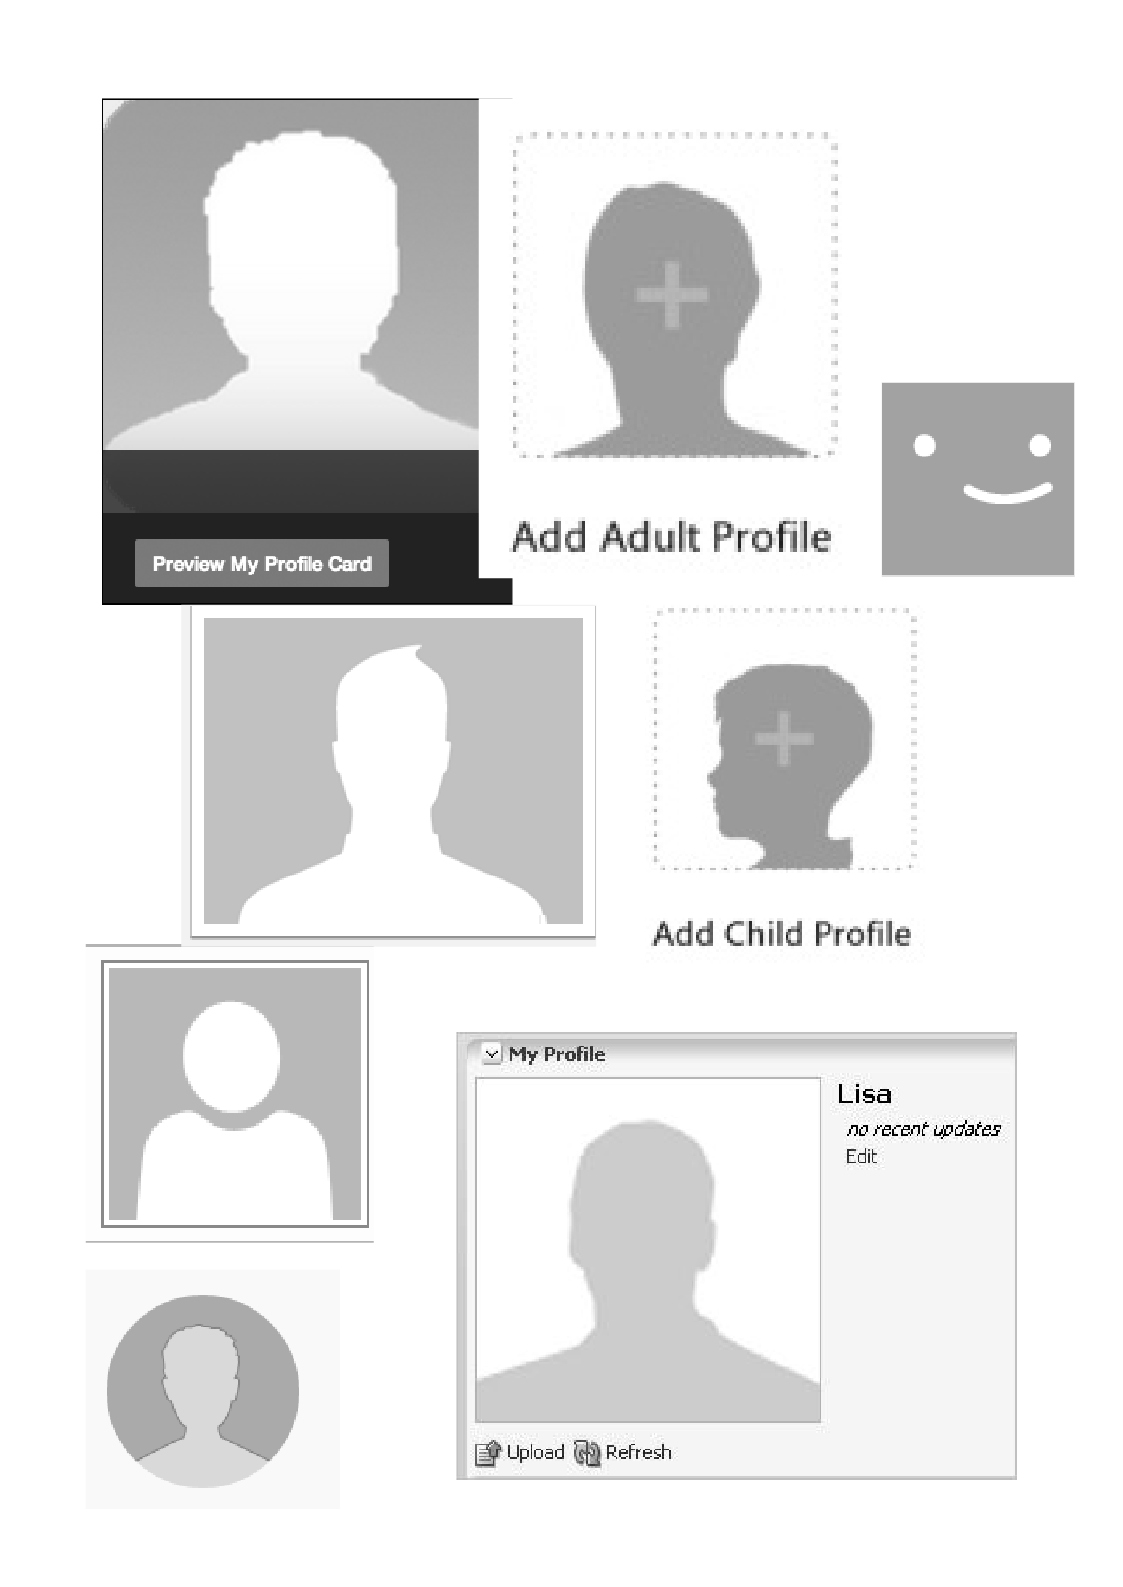 Add Adult Profile
Preview My Profile Card
Add Child Profile
My Profile
Lisa
no recent updates
Edit
Upload Refresh